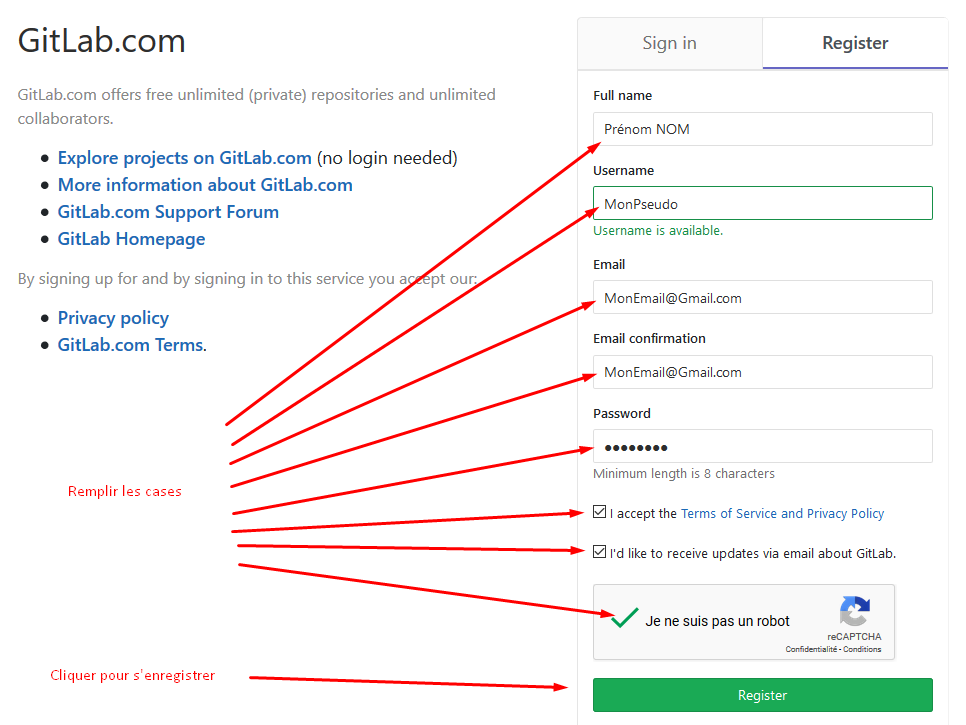 GitLab.com
GitLab.com offers free unlimited (private) repositories and unlimited
collaborators.
Explore projects on GitLab.com (no login needed)
More information about GitLab.com
GitLab.com Support Forum
GitLab Homepage
By signing up for and by signing in to this service you accept our:
Privacy policy
GitLab.com Terms.
Remplir les cases
Cliquer pour s'enregistrer
Sign in
Register
Full name
Prénom NOM
Username
MonPseudo
Username is available.
Email
MonEmail@Gmail.com
Email confirmation
MonEmail@Gmail.com
Password
••••••••
Minimum length is 8 characters
I accept the Terms of Service and Privacy Policy
I'd like to receive updates via email about GitLab.
Je ne suis pas un robot
reCAPTCHA
Confidentialité - Conditions
Register